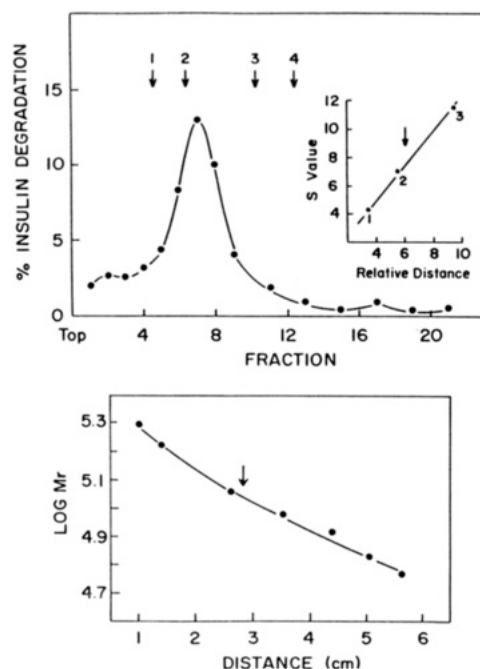 1 2 3 4
15
10
5
0
% INSULIN DEGRADATION
Top 4 8 12 16 20
FRACTION
12
10
8
6
4
S Value
1
2
3
4 6 8 10
Relative Distance
5.3
5.1
4.9
4.7
LOG Mr
1 2 3 4 5 6
DISTANCE (cm)